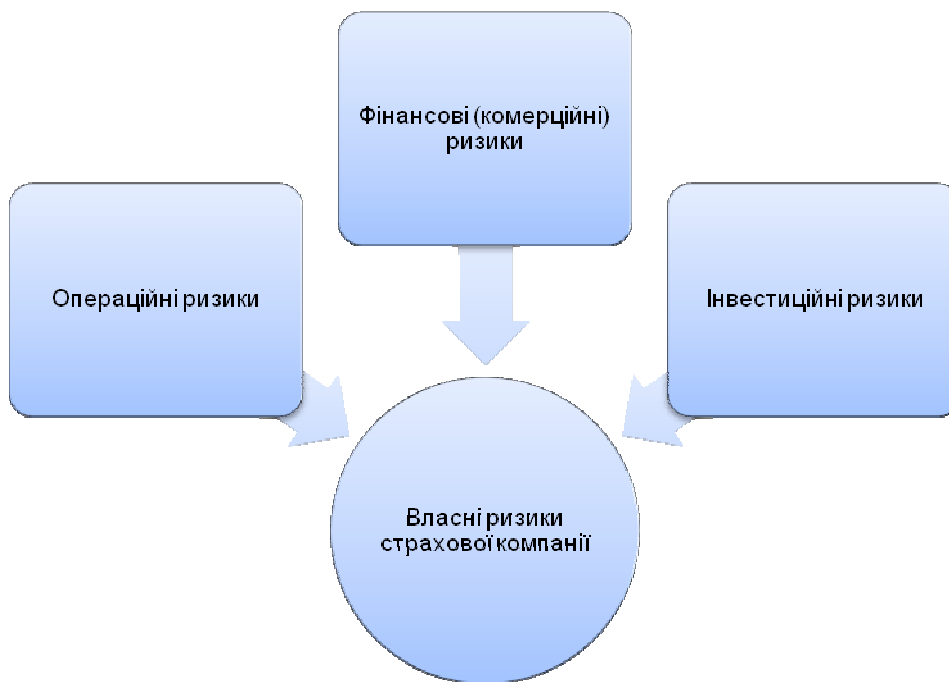 Фінансові (комерційні)
ризики
Операційні ризики
Інвестиційні ризики
Власні ризики
страхової компанії